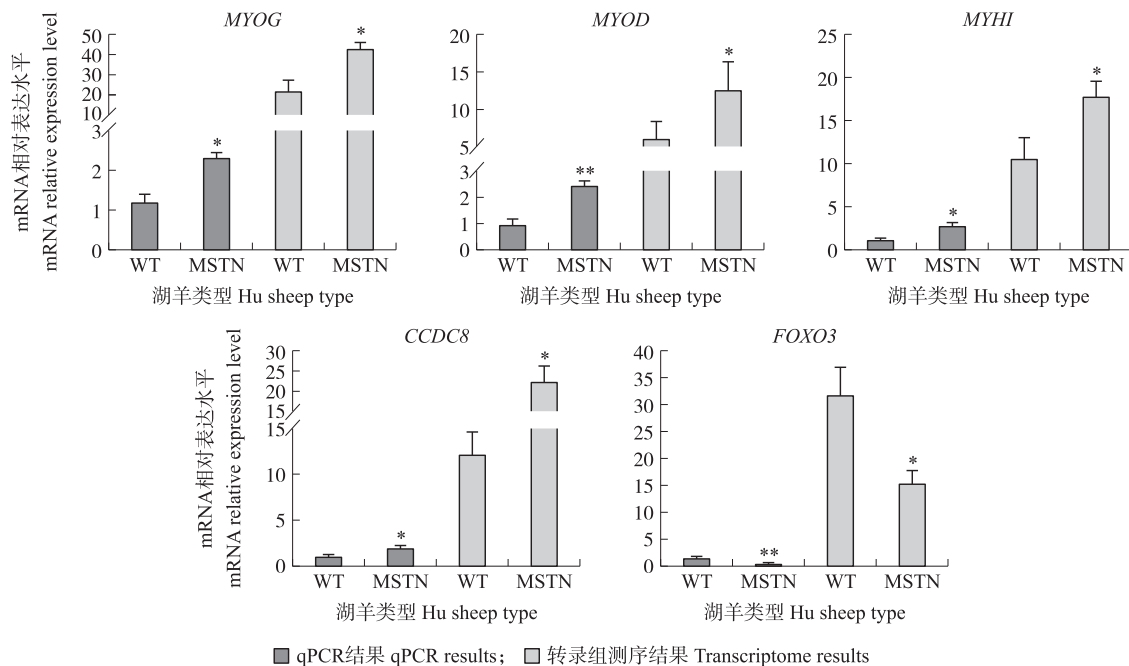 MYOG
mRNA相对表达水平
mRNA relative expression level
50
40
30
20
10
3
2
1
0
*
*
WT MSTN WT MSTN
湖羊类型 Hu sheep type
MYOD
20
15
10
5
3
2
1
0
**
*
WT MSTN WT MSTN
湖羊类型 Hu sheep type
MYHI
25
20
15
10
5
0
*
*
WT MSTN WT MSTN
湖羊类型 Hu sheep type
CCDC8
mRNA相对表达水平
mRNA relative expression level
30
25
20
15
15
10
5
0
*
*
WT MSTN WT MSTN
湖羊类型 Hu sheep type
FOXO3
40
35
30
25
20
15
10
5
0
**
*
WT MSTN WT MSTN
湖羊类型 Hu sheep type
qPCR结果 qPCR results； 转录组测序结果 Transcriptome results